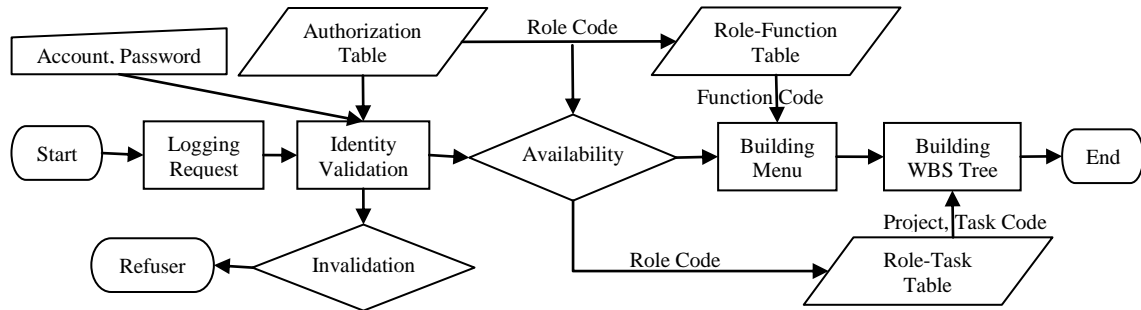 Account, Password
Authorization
Table
Role Code
Role-Function
Table
Function Code
Start
Logging
Request
Identity
Validation
Availability
Building
Menu
Building
WBS Tree
End
Project, Task Code
Refuser
Invalidation
Role Code
Role-Task
Table